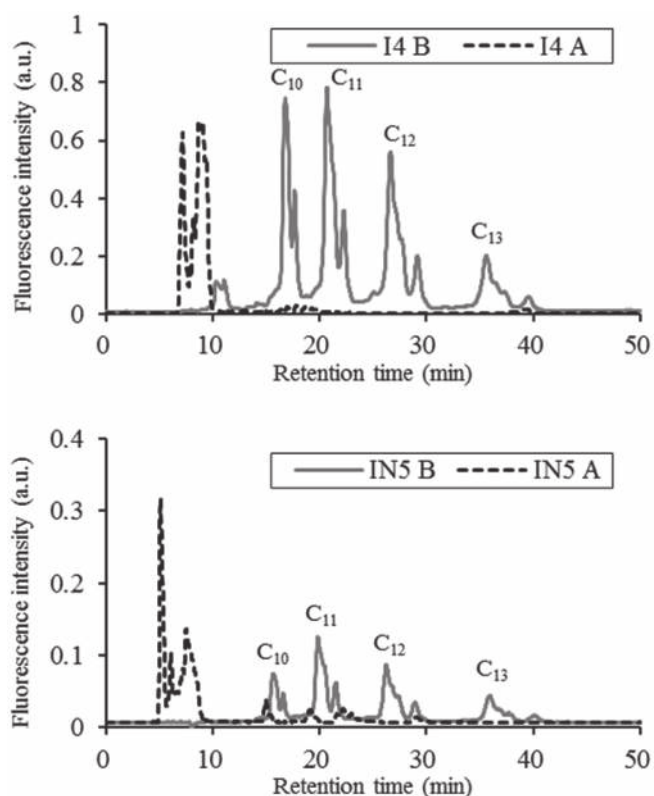 Fluorescence intensity (a.u.)
1
0.8
0.6
0.4
0.2
0
I4 B
I4 A
C₁₀
C₁₁
C₁₂
C₁₃
0
10
20
30
40
50
Retention time (min)
Fluorescence intensity (a.u.)
0.4
0.3
0.2
0.1
0
IN5 B
IN5 A
C₁₀
C₁₁
C₁₂
C₁₃
0
10
20
30
40
50
Retention time (min)